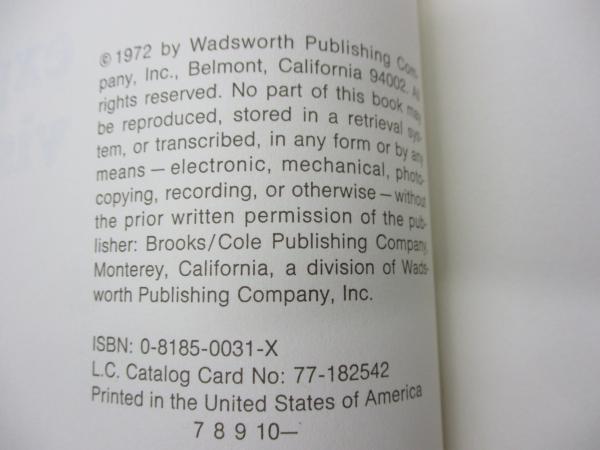 © 1972 by Wadsworth Publishing Com-
pany, Inc., Belmont, California 94002. All
rights reserved. No part of this book may
be reproduced, stored in a retrieval sys-
tem, or transcribed, in any form or by any
means — electronic, mechanical, photo-
copying, recording, or otherwise — without
the prior written permission of the pub-
lisher: Brooks/Cole Publishing Company,
Monterey, California, a division of Wads-
worth Publishing Company, Inc.
ISBN: 0-8185-0031-X
L.C. Catalog Card No: 77-182542
Printed in the United States of America
7 8 9 10—